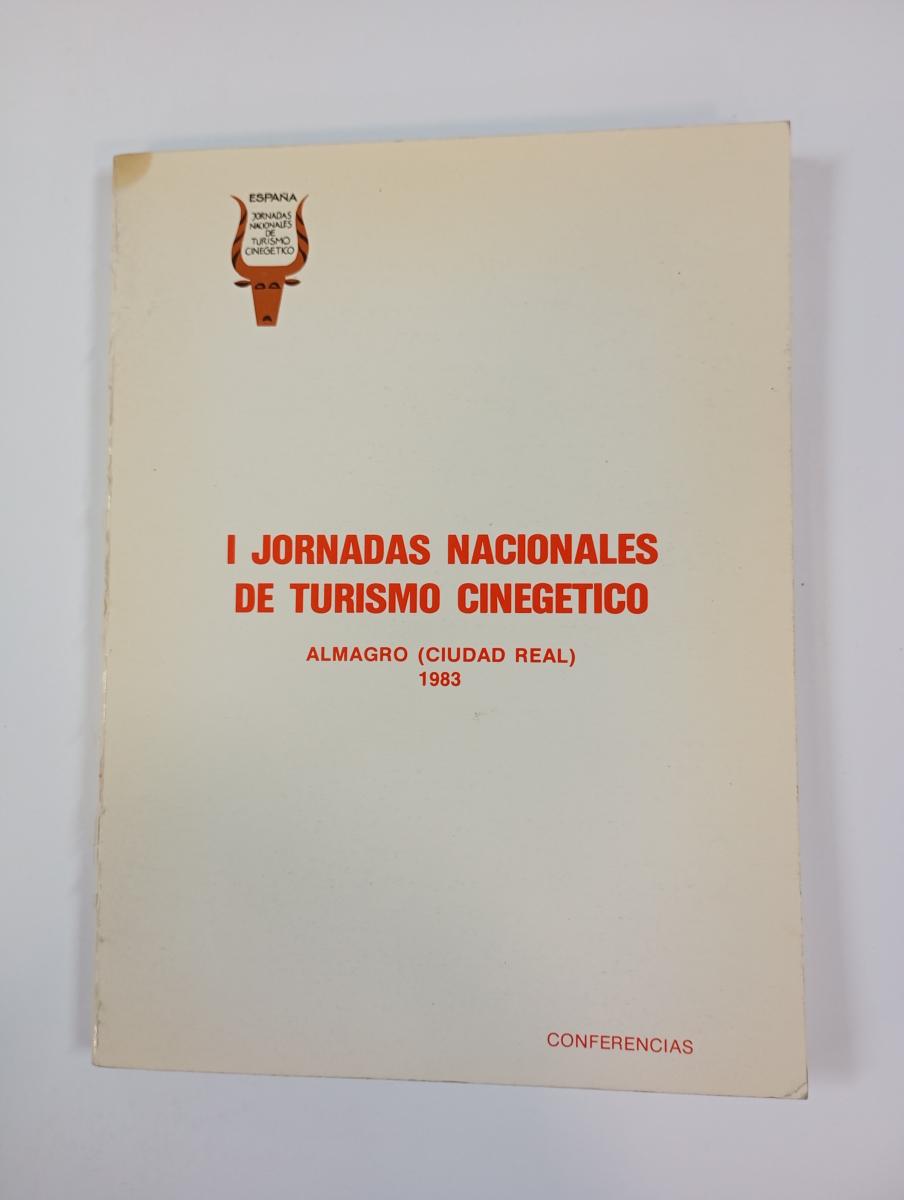 ESPAÑA
JORNADAS
NACIONALES
DE
TURISMO
CINEGETICO
I JORNADAS NACIONALES
DE TURISMO CINEGETICO
ALMAGRO (CIUDAD REAL)
1983
CONFERENCIAS